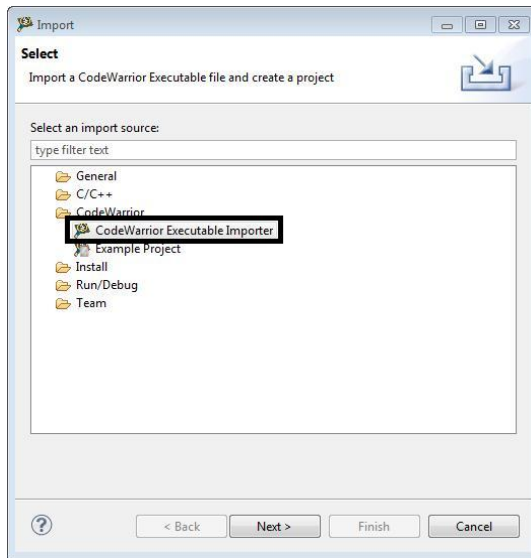 Import
Select
Import a CodeWarrior Executable file and create a project
Select an import source:
type filter text
General
C/C++
CodeWarrior
CodeWarrior Executable Importer
Example Project
Install
Run/Debug
Team
?
< Back Next > Finish Cancel